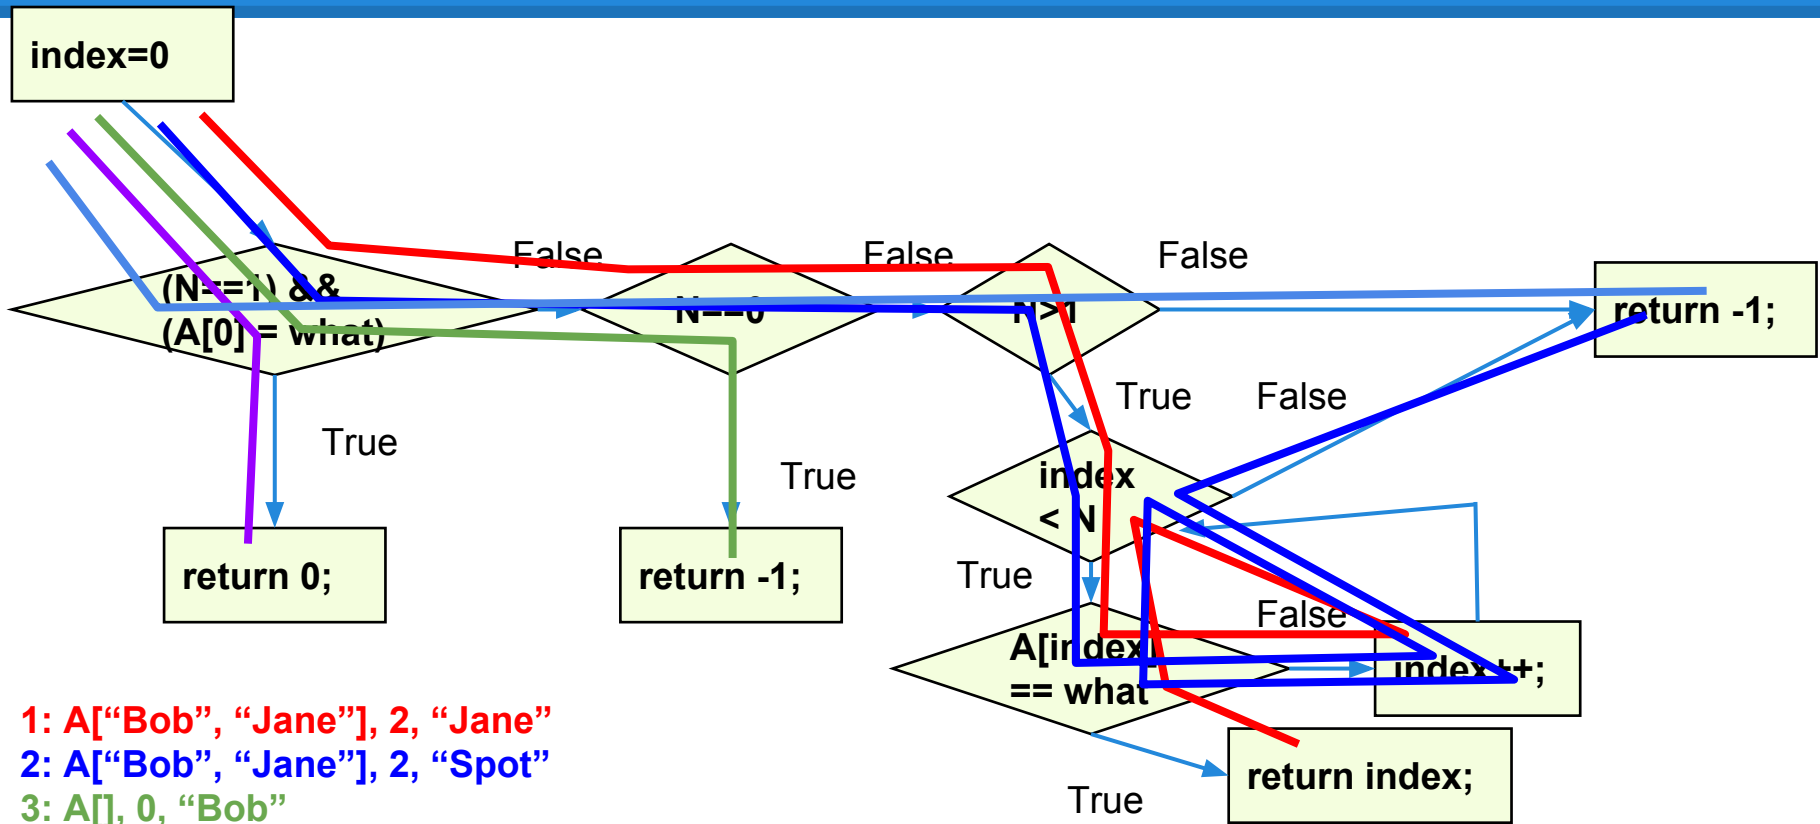 index=0
False
False
False
(N==1) &&
(A[0] = what)
N==0
N>1
return -1;
True
False
True
index
< N
True
return 0;
return -1;
True
False
A[index]
== what
index++;
1: A["Bob", "Jane"], 2, "Jane"
2: A["Bob", "Jane"], 2, "Spot"
3: A[], 0, "Bob"
return index;
True